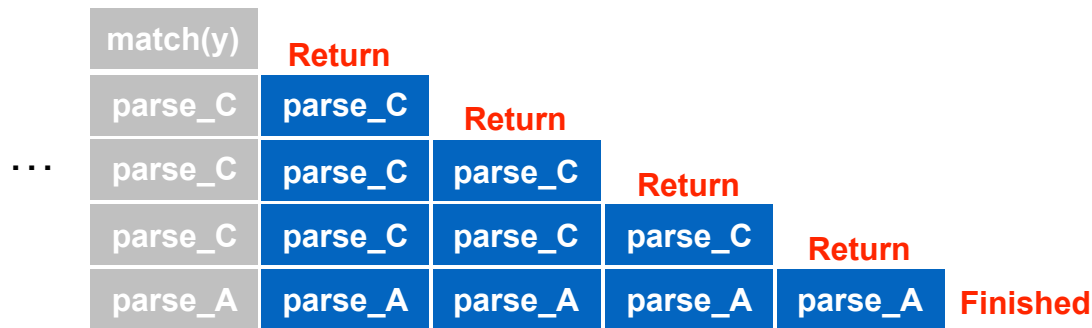 match(y)
Return
parse_C parse_C
Return
... parse_C parse_C parse_C
Return
parse_C parse_C parse_C parse_C
Return
parse_A parse_A parse_A parse_A parse_A Finished